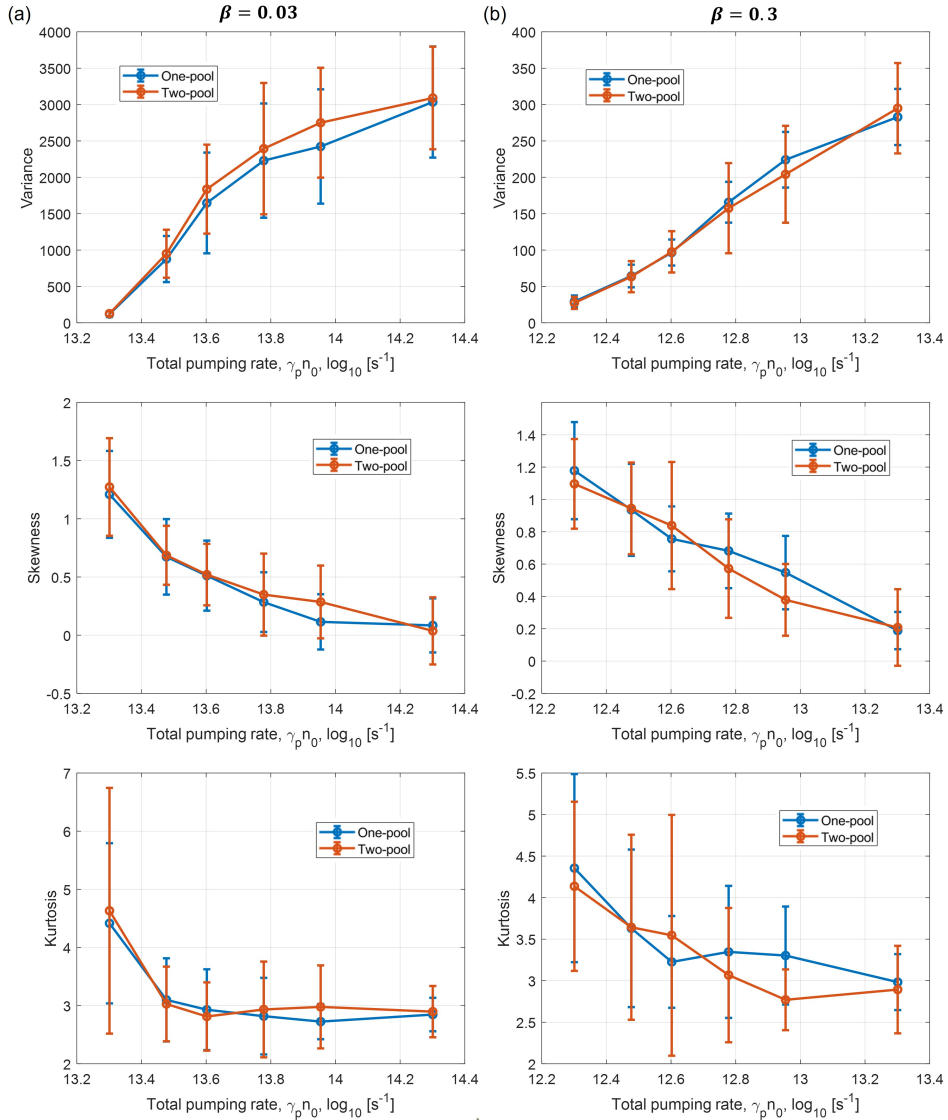 (a)
β = 0.03
4000
3500
3000
2500
2000
1500
1000
500
0
Variance
One-pool
Two-pool
13.2 13.4 13.6 13.8 14 14.2 14.4
Total pumping rate, γpn0, log10 [s-1]
(b)
β = 0.3
400
350
300
250
200
150
100
50
0
Variance
One-pool
Two-pool
12.2 12.4 12.6 12.8 13 13.2 13.4
Total pumping rate, γpn0, log10 [s-1]
2
1.5
1
0.5
0
-0.5
Skewness
One-pool
Two-pool
13.2 13.4 13.6 13.8 14 14.2 14.4
Total pumping rate, γpn0, log10 [s-1]
1.4
1.2
1
0.8
0.6
0.4
0.2
0
-0.2
Skewness
One-pool
Two-pool
12.2 12.4 12.6 12.8 13 13.2 13.4
Total pumping rate, γpn0, log10 [s-1]
7
6
5
4
3
2
Kurtosis
One-pool
Two-pool
13.2 13.4 13.6 13.8 14 14.2 14.4
Total pumping rate, γpn0, log10 [s-1]
5.5
5
4.5
4
3.5
3
2.5
2
Kurtosis
One-pool
Two-pool
12.2 12.4 12.6 12.8 13 13.2 13.4
Total pumping rate, γpn0, log10 [s-1]